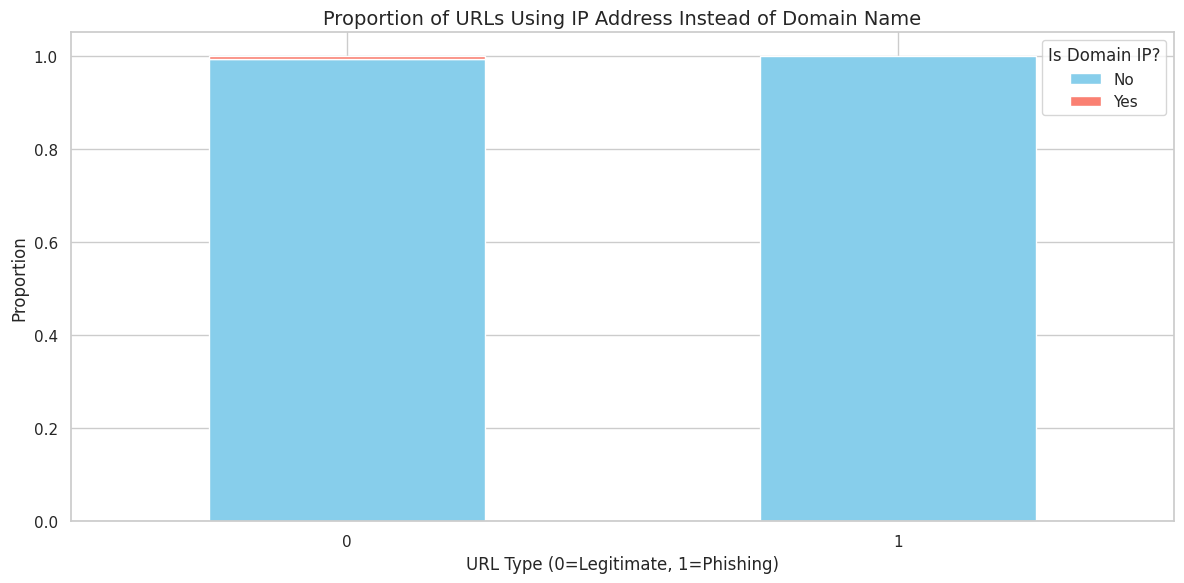 Proportion of URLs Using IP Address Instead of Domain Name
Is Domain IP?
No
Yes
Proportion
1.0
0.8
0.6
0.4
0.2
0.0
0
1
URL Type (0=Legitimate, 1=Phishing)